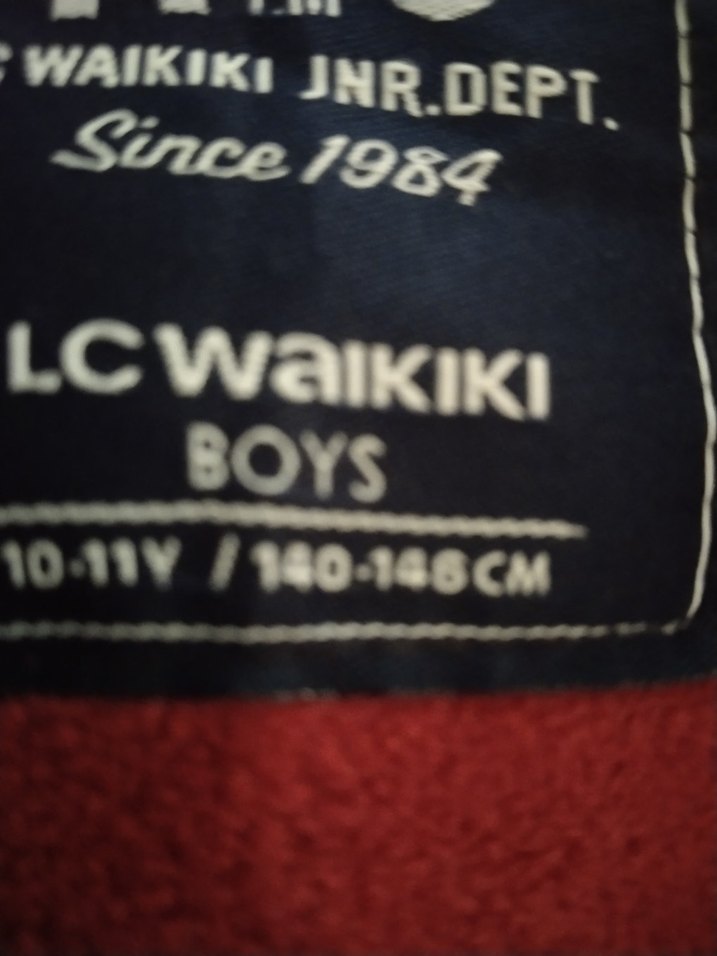 WAIKIKI JNR.DEPT.
Since 1984
LC WAIKIKI
BOYS
10-11Y / 140-146CM